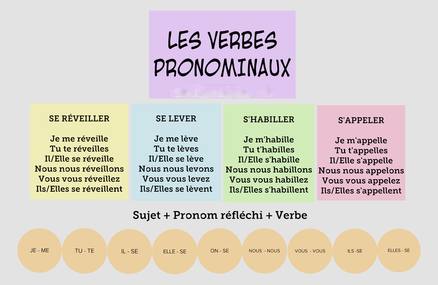 LES VERBES
PRONOMINAUX
SE RÉVEILLER
Je me réveille
Tu te réveilles
Il/Elle se réveille
Nous nous réveillons
Vous vous réveillez
Ils/Elles se réveillent
SE LEVER
Je me lève
Tu te lèves
Il/Elle se lève
Nous nous levons
Vous vous levez
Ils/Elles se lèvent
S'HABILLER
Je m'habille
Tu t'habilles
Il/Elle s'habille
Nous nous habillons
Vous vous habillez
Ils/Elles s'habillent
S'APPELER
Je m'appelle
Tu t'appelles
Il/Elle s'appelle
Nous nous appelons
Vous vous appelez
Ils/Elles s'appellent
Sujet + Pronom réfléchi + Verbe
JE - ME
TU - TE
IL - SE
ELLE - SE
ON - SE
NOUS - NOUS
VOUS - VOUS
ILS -SE
ELLES - SE